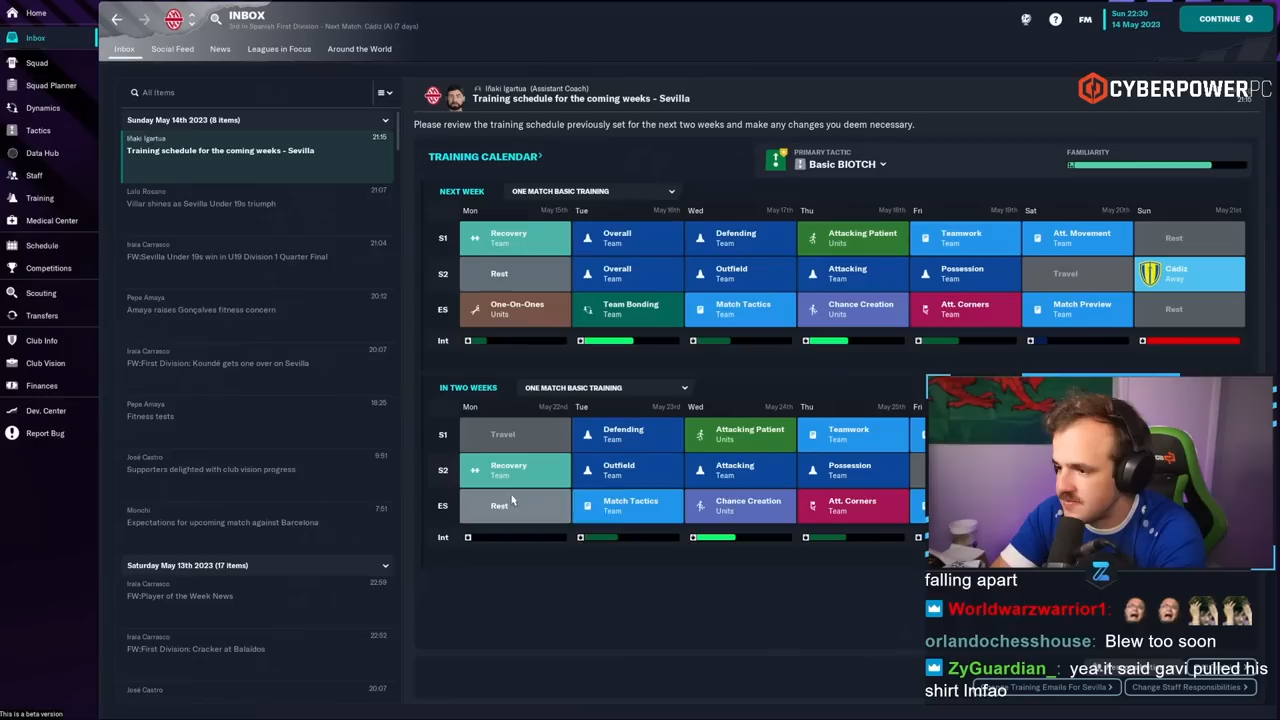 Home
Inbox
Squad
Squad Planner
Dynamics
Tactics
Data Hub
Staff
Training
Medical Center
Schedule
Competitions
Scouting
Transfers
Club Info
Club Vision
Finances
Dev. Center
Report Bug
This is a beta version
INBOX
3rd in Spanish First Division - Next Match: Cádiz (A) (7 days)
FM
Sun 22:30
14 May 2023
CONTINUE
Inbox Social Feed News Leagues in Focus Around the World
All Items
Sunday May 14th 2023 (8 items)
Iñaki Igartua 21:15
Training schedule for the coming weeks - Sevilla
Lalo Rosano 21:07
Villar shines as Sevilla Under 19s triumph
Iraia Carrasco 21:04
FW:Sevilla Under 19s win in U19 Division 1 Quarter Final
Pepe Amaya 20:12
Amaya raises Gonçalves fitness concern
Iraia Carrasco 20:07
FW:First Division: Koundé gets one over on Sevilla
Pepe Amaya 18:25
Fitness tests
José Castro 9:51
Supporters delighted with club vision progress
Monchi 7:51
Expectations for upcoming match against Barcelona
Saturday May 13th 2023 (17 items)
Iraia Carrasco 22:59
FW:Player of the Week News
Iraia Carrasco 22:52
FW:First Division: Cracker at Balaídos
José Castro 20:07
Iñaki Igartua (Assistant Coach)
Training schedule for the coming weeks - Sevilla
CYBERPOWERPC
21:15
Please review the training schedule previously set for the next two weeks and make any changes you deem necessary.
TRAINING CALENDAR
PRIMARY TACTIC
Basic BIOTCH
FAMILIARITY
NEXT WEEK ONE MATCH BASIC TRAINING
Mon May 15th Tue May 16th Wed May 17th Thu May 18th Fri May 19th Sat May 20th Sun May 21st
S1 Recovery Overall Defending Attacking Patient Teamwork Att. Movement Rest
Team Team Team Units Team Team
S2 Rest Overall Outfield Attacking Possession Travel Cádiz
Team Team Team Team Away
ES One-On-Ones Team Bonding Match Tactics Chance Creation Att. Corners Match Preview Rest
Units Team Team Units Team Team
Int
IN TWO WEEKS ONE MATCH BASIC TRAINING
Mon May 22nd Tue May 23rd Wed May 24th Thu May 25th Fri
S1 Travel Defending Attacking Patient Teamwork
Team Units Team
S2 Recovery Outfield Attacking Possession
Team Team Team Team
ES Rest Match Tactics Chance Creation Att. Corners
Team Units Team
Int
falling apart
Worldwarzwarrior1:
orlandochesshouse: Blew too soon
ZyGuardian_: yeait said gavi pulled his
shirt lmfao
Training Emails For Sevilla
Change Staff Responsibilities